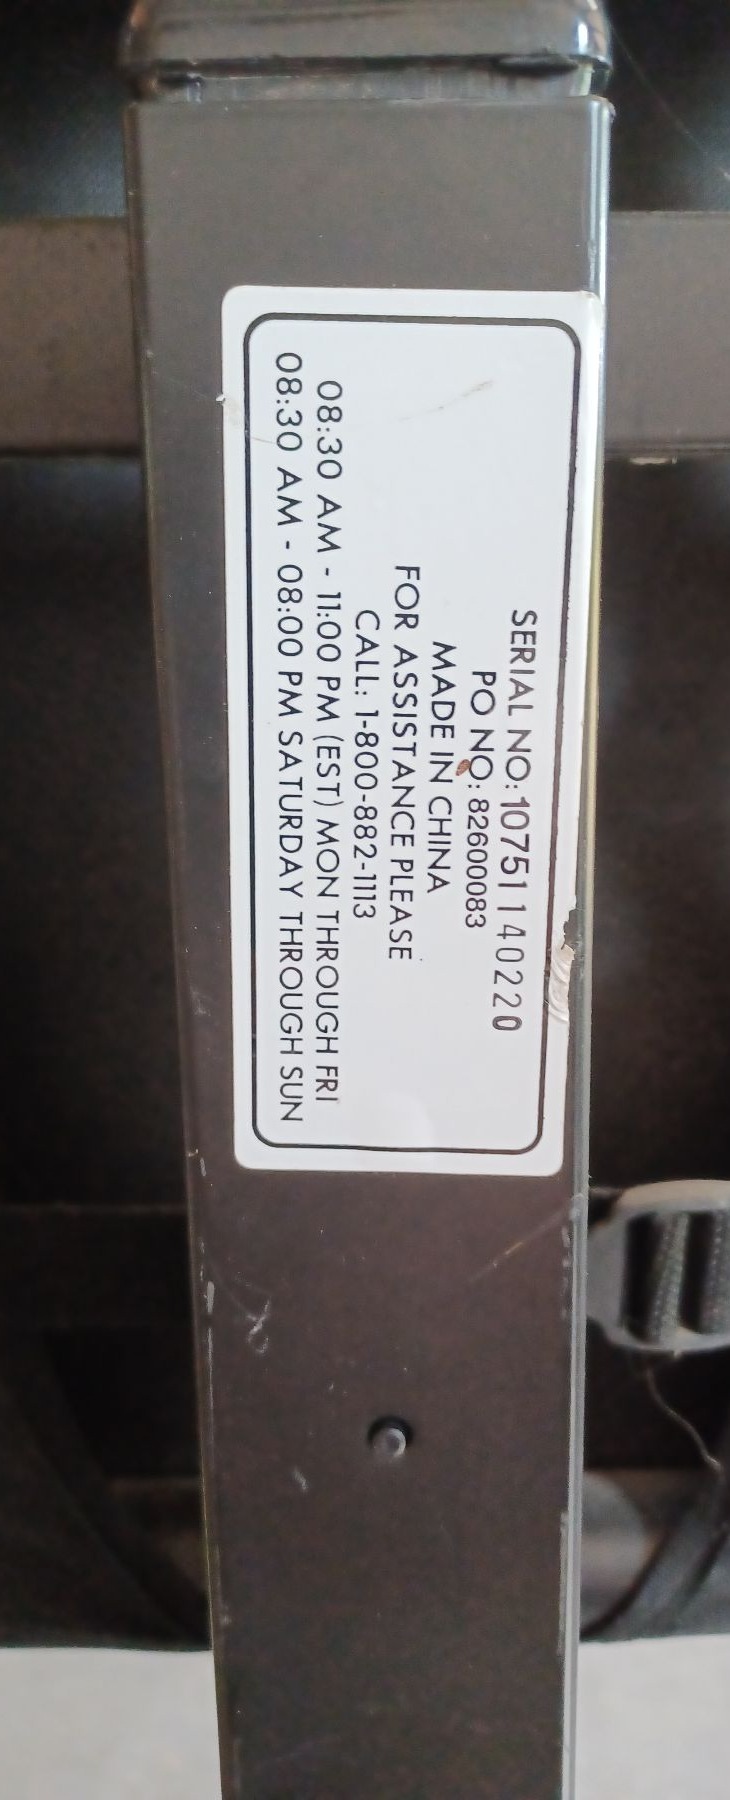 SERIAL NO: 107511140220
PO NO: 82600083
MADE IN CHINA
FOR ASSISTANCE PLEASE
CALL: 1-800-882-1113
08:30 AM - 11:00 PM (EST) MON THROUGH FRI
08:30 AM - 08:00 PM SATURDAY THROUGH SUN